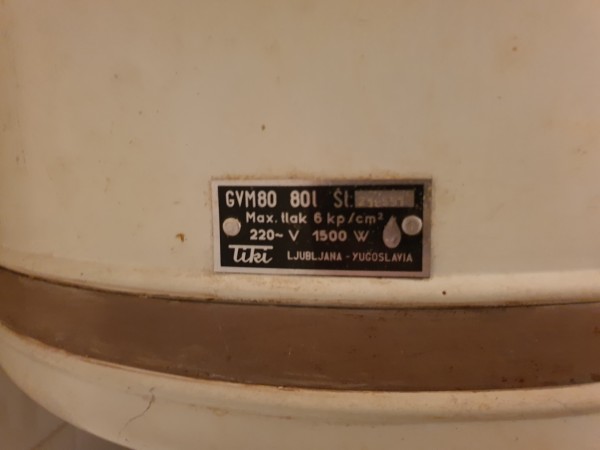 GVM80 80l Št.
Max. tlak 6 kp/cm²
220~ V 1500 W
Tiki LJUBLJANA - YUGOSLAVIA